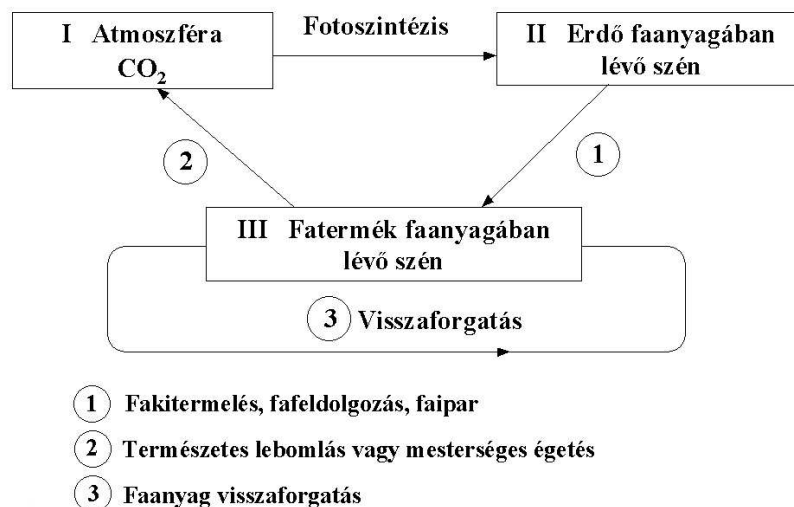 I Atmoszféra
CO₂
Fotoszintézis
II Erdő faanyagában
lévő szén
1
2
III Fatermék faanyagában
lévő szén
3 Visszaforgatás
1 Fakitermelés, fafeldolgozás, faipar
2 Természetes lebomlás vagy mesterséges égetés
3 Faanyag visszaforgatás